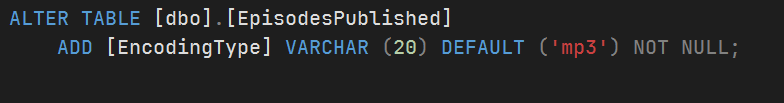 ALTER TABLE [dbo].[EpisodesPublished]
ADD [EncodingType] VARCHAR (20) DEFAULT ('mp3') NOT NULL;